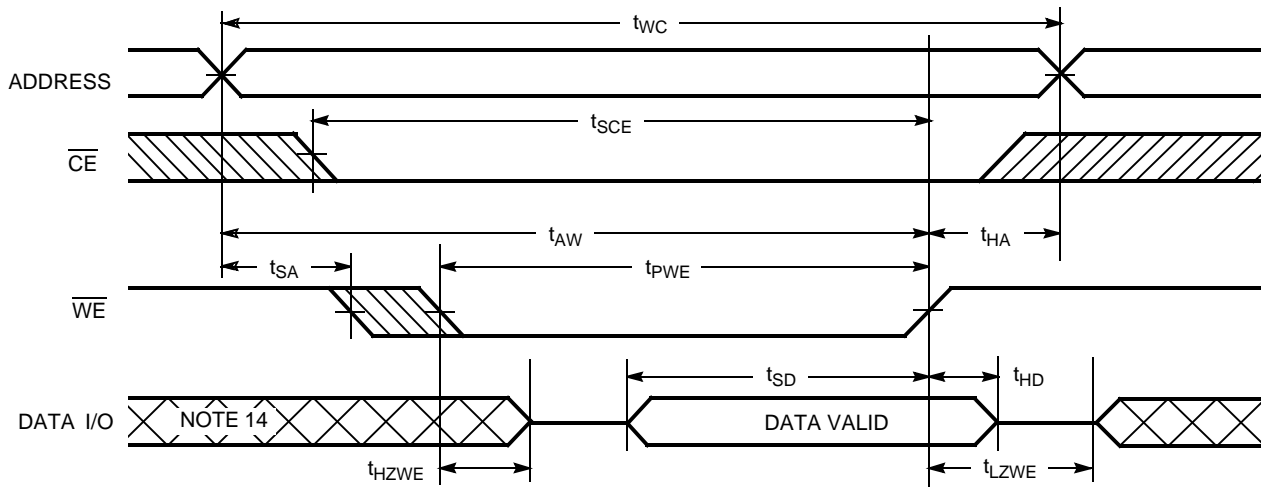 tWC
ADDRESS
tSCE
CE
tAW
tHA
tSA
tPWE
WE
tSD
tHD
DATA I/O
NOTE 14
DATA VALID
tHZWE
tLZWE